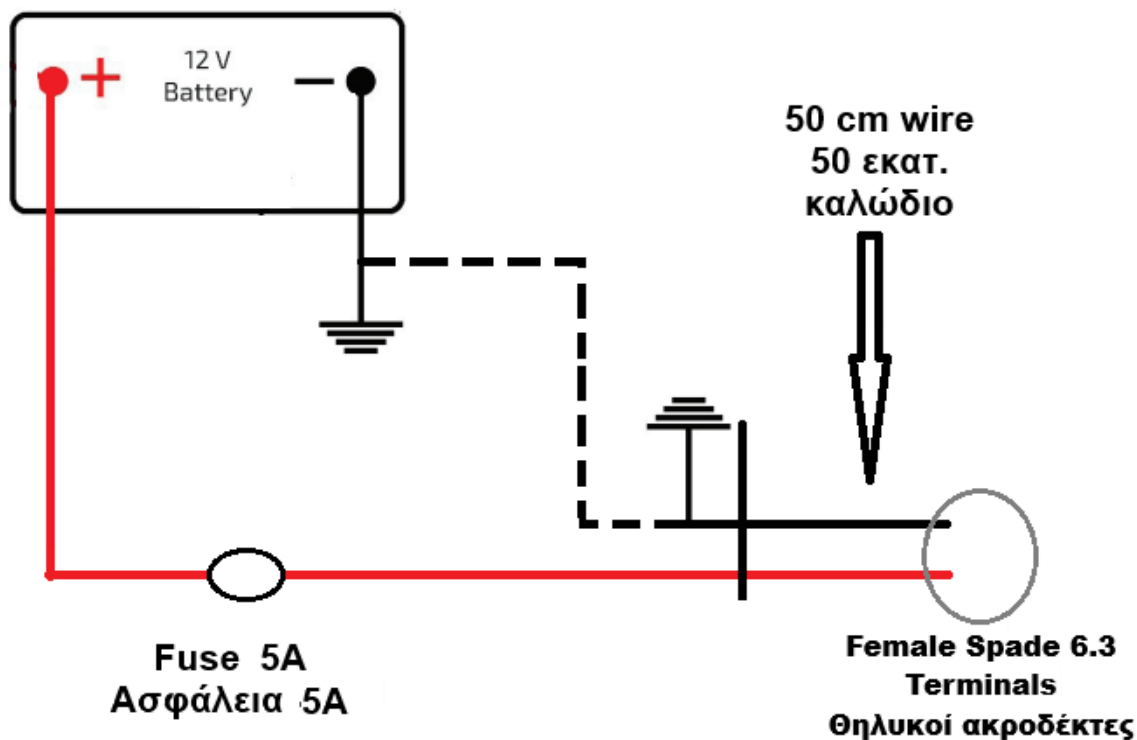 + 12 V −
Battery
50 cm wire
50 εκατ.
καλώδιο
Fuse 5A
Ασφάλεια 5A
Female Spade 6.3
Terminals
Θηλυκοί ακροδέκτες